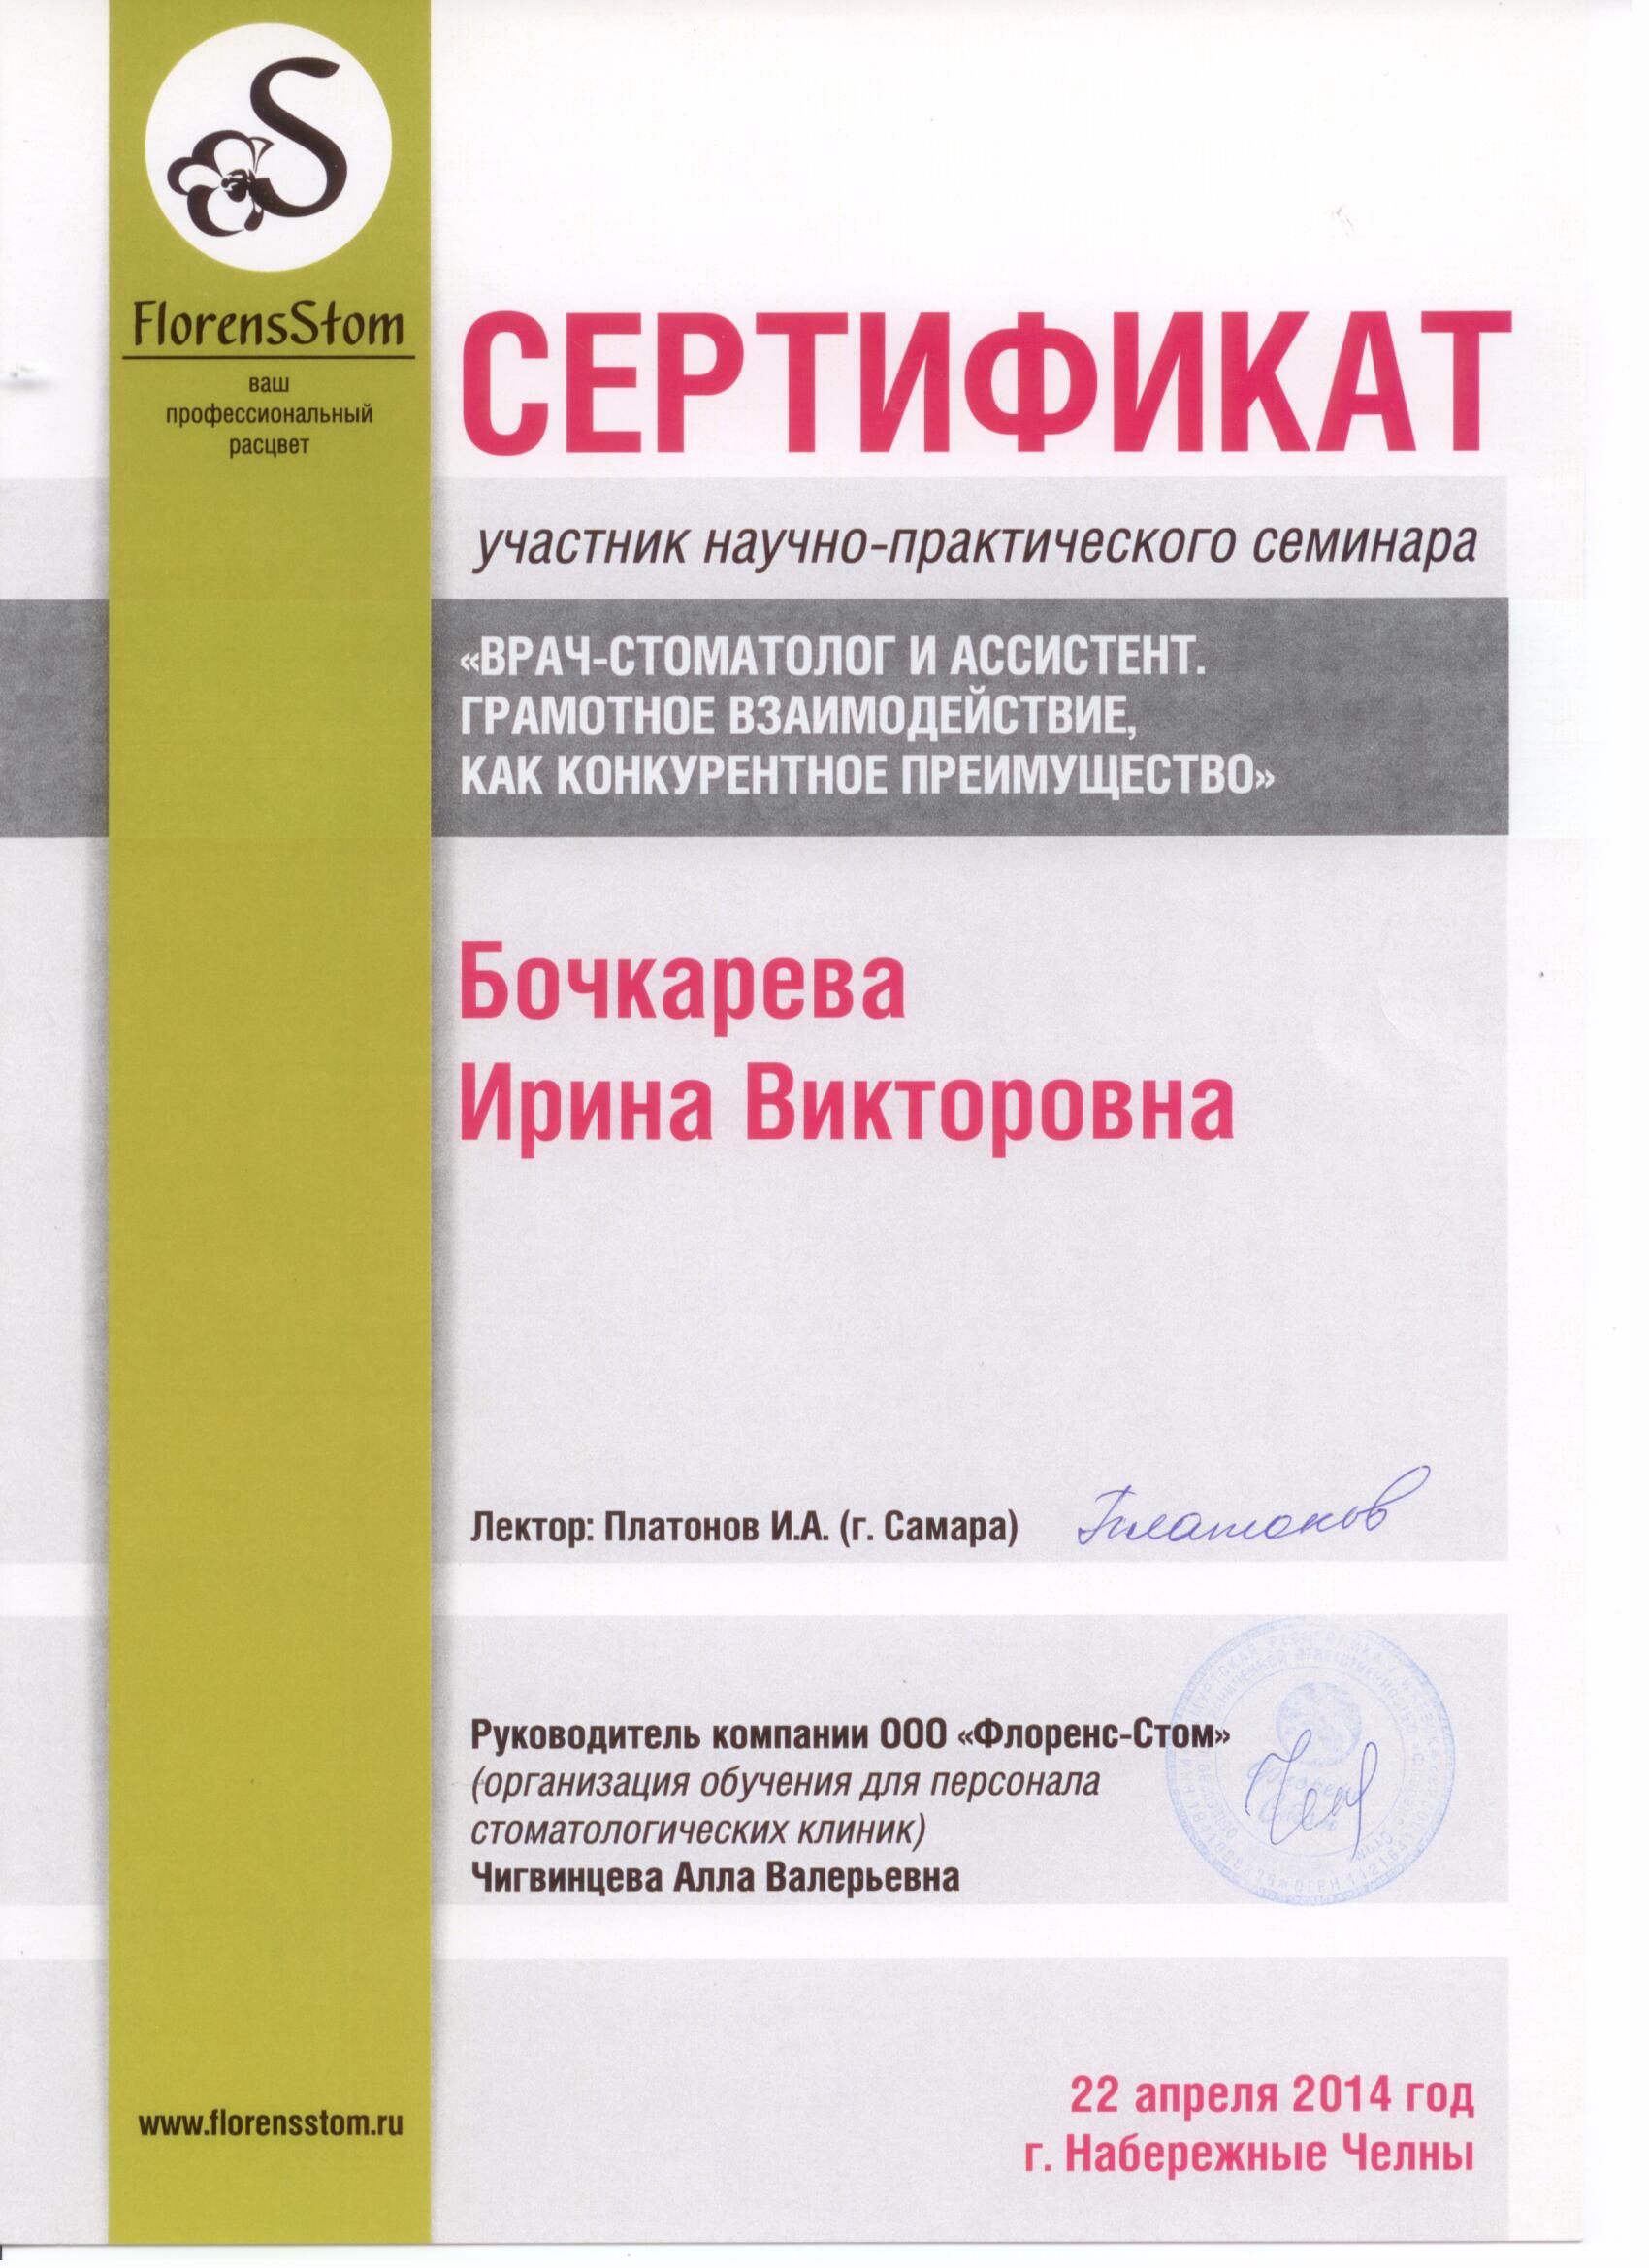 FlorensStom
ваш
профессиональный
расцвет
СЕРТИФИКАТ
участник научно-практического семинара
«ВРАЧ-СТОМАТОЛОГ И АССИСТЕНТ.
ГРАМОТНОЕ ВЗАИМОДЕЙСТВИЕ,
КАК КОНКУРЕНТНОЕ ПРЕИМУЩЕСТВО»
Бочкарева
Ирина Викторовна
Лектор: Платонов И.А. (г. Самара)
Платонов
Руководитель компании ООО «Флоренс-Стом»
(организация обучения для персонала
стоматологических клиник)
Чигвинцева Алла Валерьевна
www.florensstom.ru
22 апреля 2014 год
г. Набережные Челны